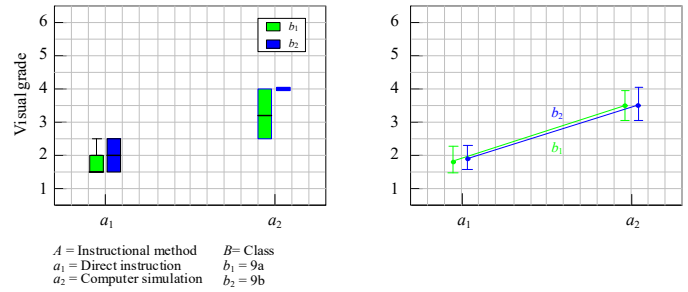 Visual grade
6
5
4
3
2
1
b1
b2
a1
a2
6
5
4
3
2
1
b2
b1
a1
a2
A = Instructional method B= Class
a1 = Direct instruction b1 = 9a
a2 = Computer simulation b2 = 9b